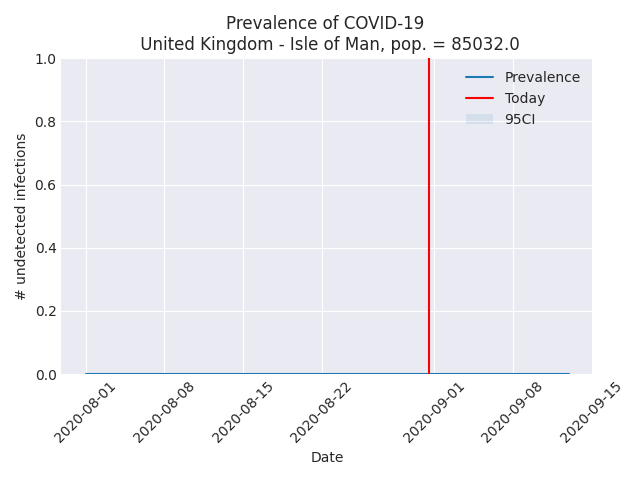 Prevalence of COVID-19
United Kingdom - Isle of Man, pop. = 85032.0
Prevalence
Today
95CI
# undetected infections
1.0
0.8
0.6
0.4
0.2
0.0
2020-08-01
2020-08-08
2020-08-15
2020-08-22
2020-09-01
2020-09-08
2020-09-15
Date